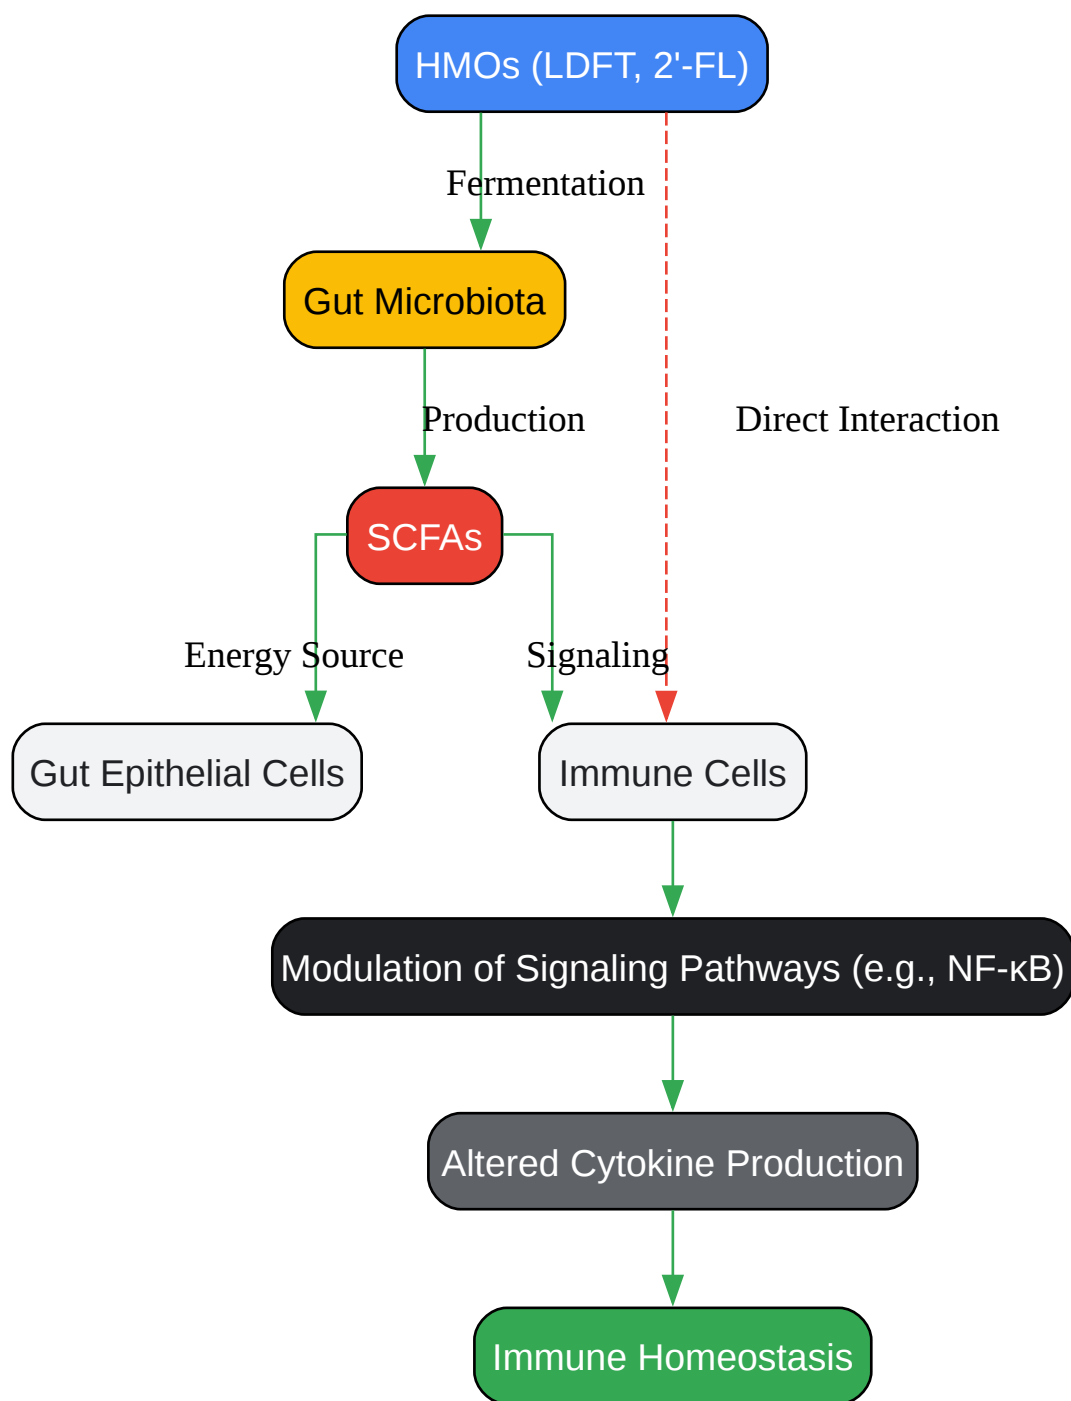 HMOs (LDFT, 2'-FL)
Fermentation
Gut Microbiota
Production
Direct Interaction
SCFAs
Energy Source
Signaling
Gut Epithelial Cells
Immune Cells
Modulation of Signaling Pathways (e.g., NF-κB)
Altered Cytokine Production
Immune Homeostasis